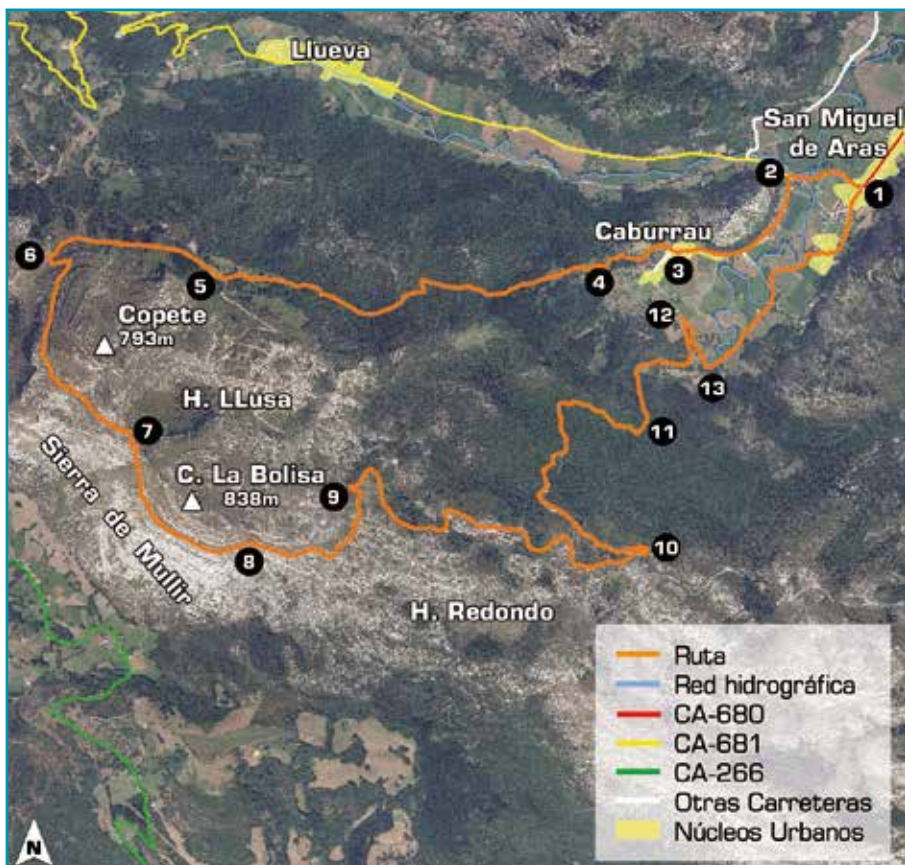 Llueva
San Miguel
de Aras
2
1
Caburrau
6
3
5
4
Copete
793m
12
13
H. LLusa
7
11
C. La Bolisa
838m
9
Sierra de Mullir
8
10
H. Redondo
Ruta
Red hidrográfica
CA-680
CA-681
CA-266
Otras Carreteras
Núcleos Urbanos
N